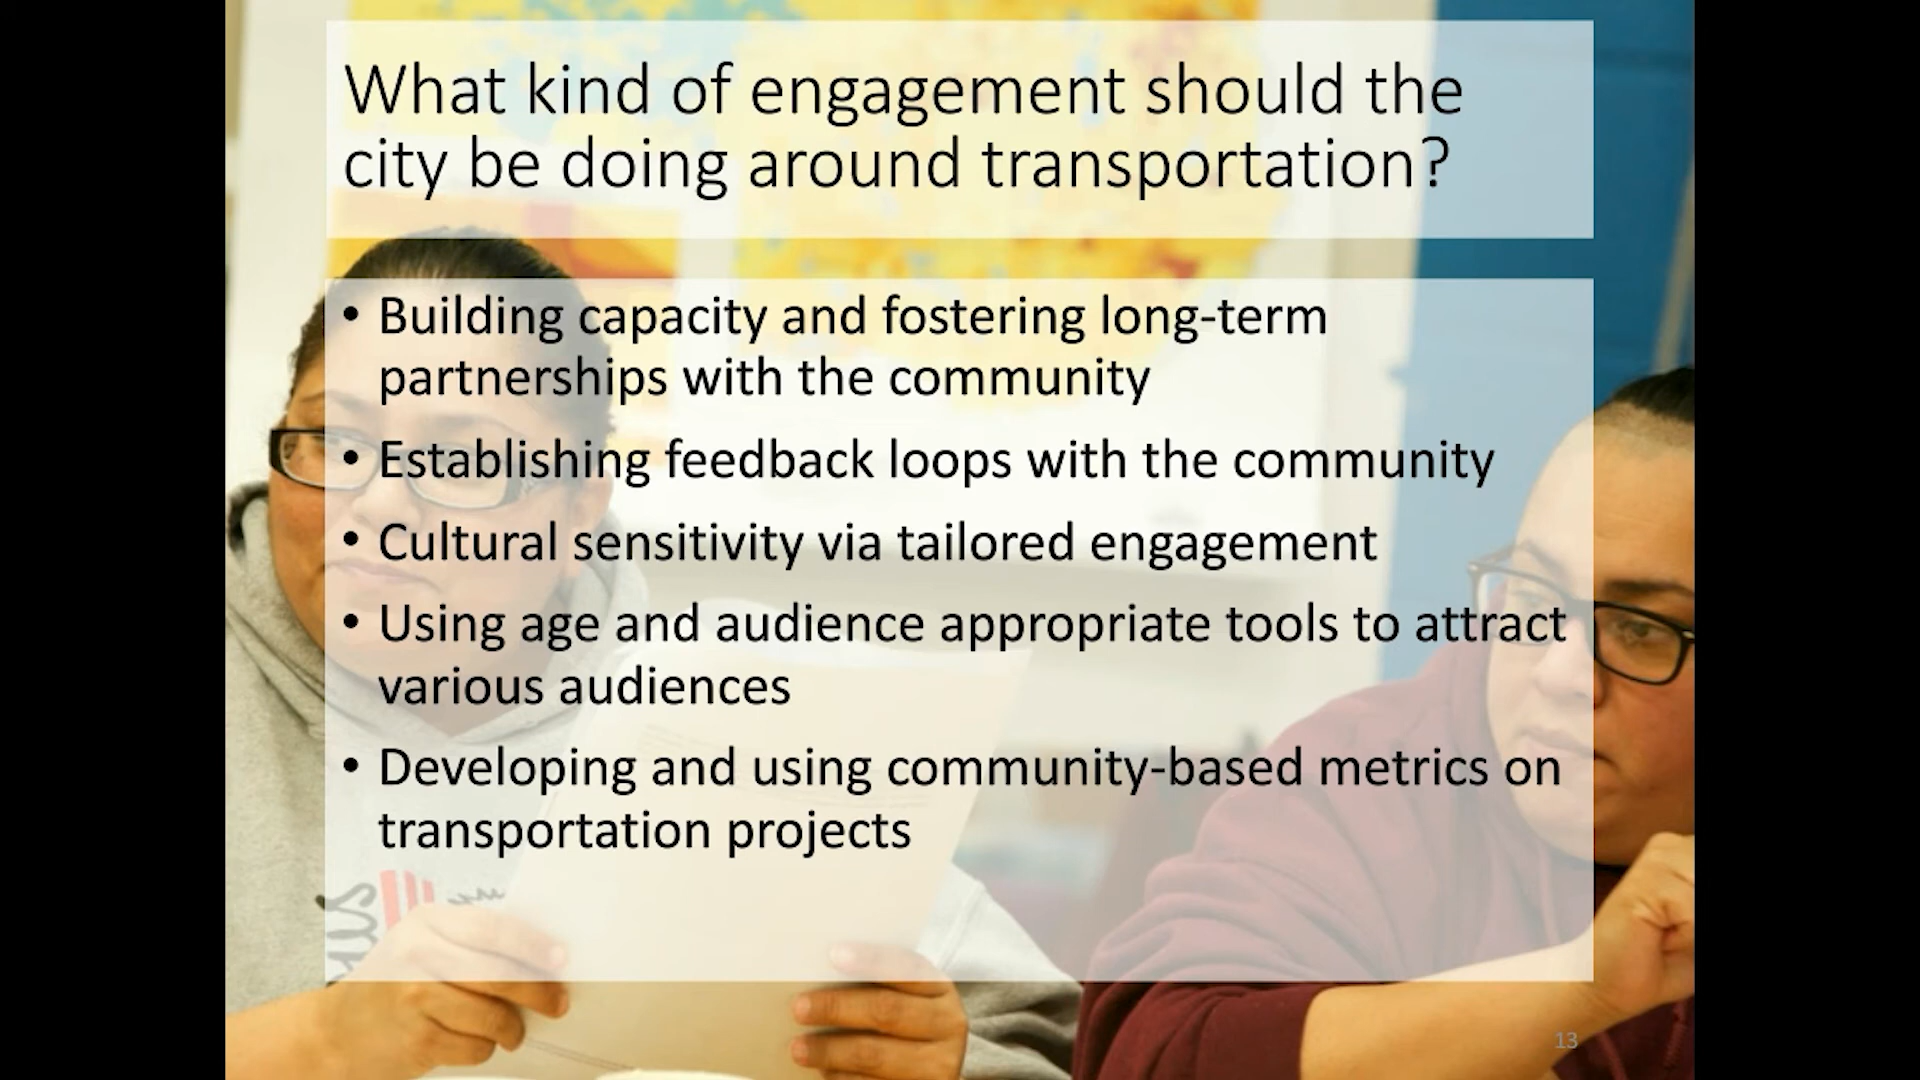 What kind of engagement should the
city be doing around transportation?
• Building capacity and fostering long-term
partnerships with the community
• Establishing feedback loops with the community
• Cultural sensitivity via tailored engagement
• Using age and audience appropriate tools to attract
various audiences
• Developing and using community-based metrics on
transportation projects
13